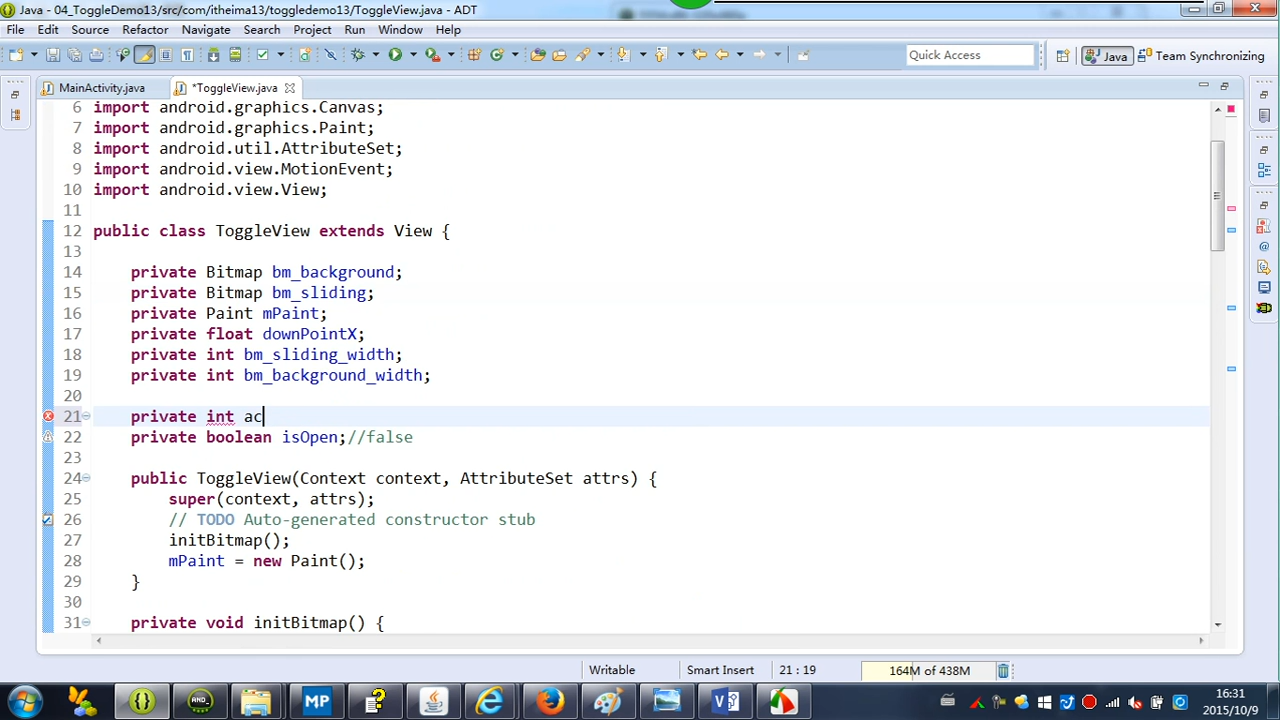 Java - 04_ToggleDemo13/src/com/itheima13/toggledemo13/ToggleView.java - ADT
File Edit Source Refactor Navigate Search Project Run Window Help
Quick Access Java Team Synchronizing
MainActivity.java *ToggleView.java
6 import android.graphics.Canvas;
7 import android.graphics.Paint;
8 import android.util.AttributeSet;
9 import android.view.MotionEvent;
10 import android.view.View;
11
12 public class ToggleView extends View {
13
14 private Bitmap bm_background;
15 private Bitmap bm_sliding;
16 private Paint mPaint;
17 private float downPointX;
18 private int bm_sliding_width;
19 private int bm_background_width;
20
21 private int ac
22 private boolean isOpen;//false
23
24 public ToggleView(Context context, AttributeSet attrs) {
25 super(context, attrs);
26 // TODO Auto-generated constructor stub
27 initBitmap();
28 mPaint = new Paint();
29 }
30
31 private void initBitmap() {
Writable Smart Insert 21 : 19 164M of 438M
16:31
2015/10/9